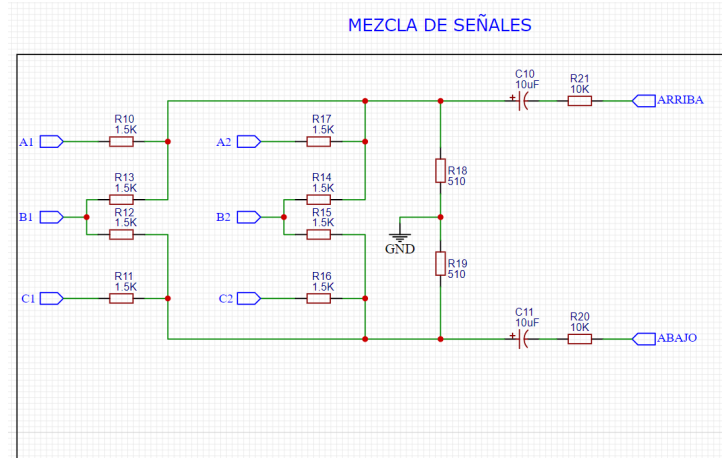 MEZCLA DE SEÑALES
C10
10uF
R21
10K
ARRIBA
R10
1.5K
A1
R17
1.5K
A2
R13
1.5K
R14
1.5K
R18
510
B1
R12
1.5K
B2
R15
1.5K
GND
R19
510
R11
1.5K
C1
R16
1.5K
C2
C11
10uF
R20
10K
ABAJO